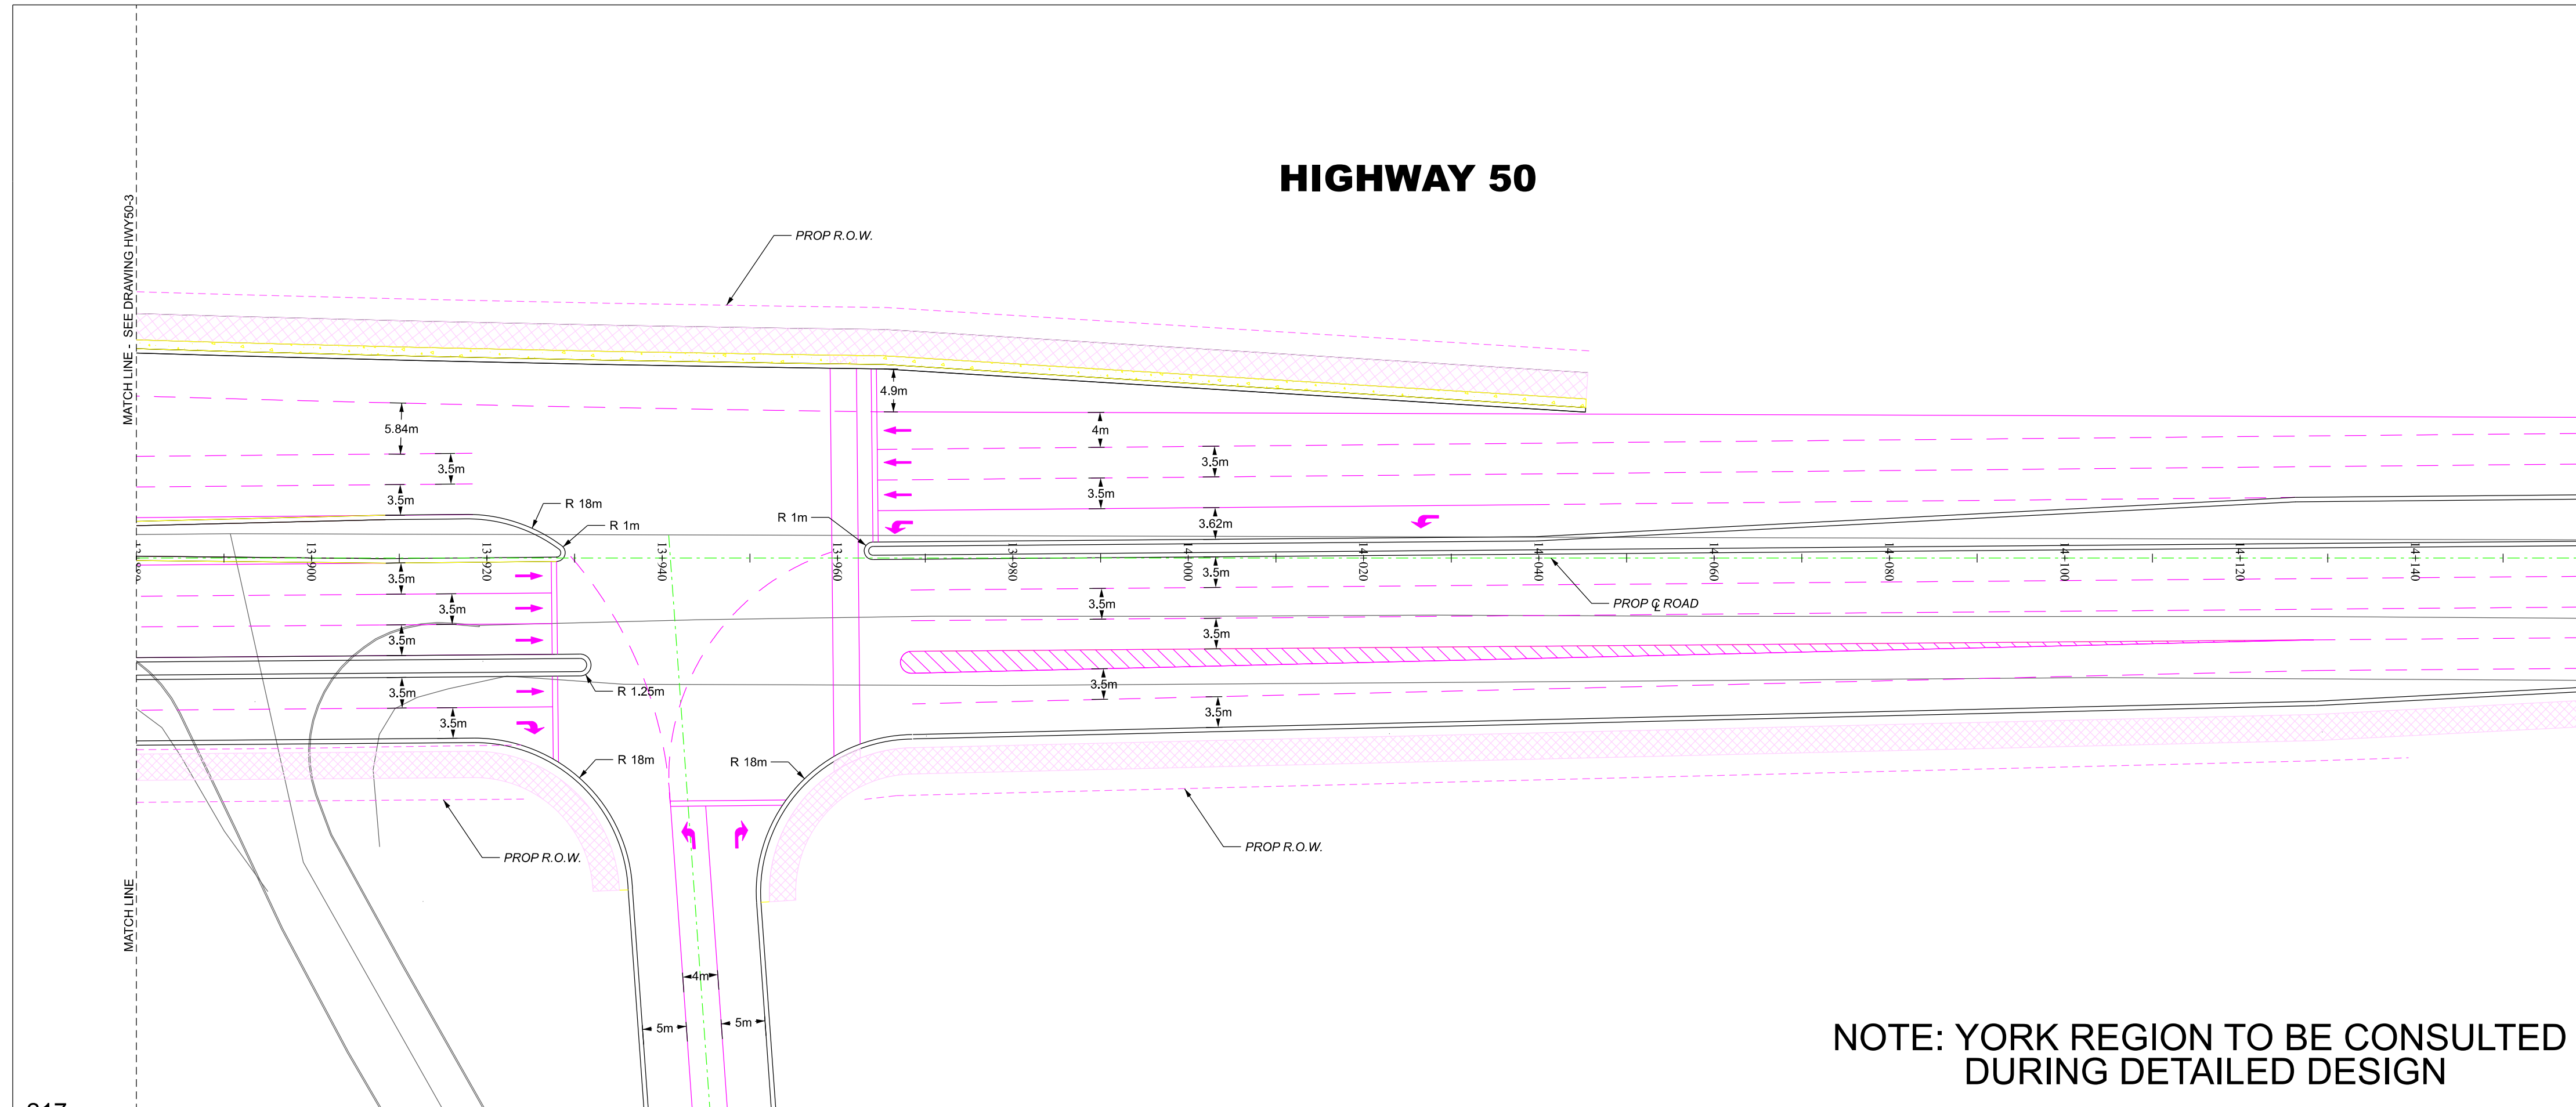 HIGHWAY 50
MATCH LINE - SEE DRAWING HWY50-3
PROP R.O.W.
4.9m
5.84m
4m
3.5m
3.5m
3.5m
3.5m
R 18m
R 1m
R 1m
3.62m
13+900
13+920
13+940
13+960
13+980
14+000
14+020
14+040
14+060
14+080
14+100
14+120
14+140
3.5m
3.5m
3.5m
3.5m
3.5m
3.5m
PROP ℄ ROAD
R 1.25m
3.5m
3.5m
3.5m
3.5m
R 18m
R 18m
PROP R.O.W.
PROP R.O.W.
MATCH LINE
4m
5m
5m
NOTE: YORK REGION TO BE CONSULTED
DURING DETAILED DESIGN